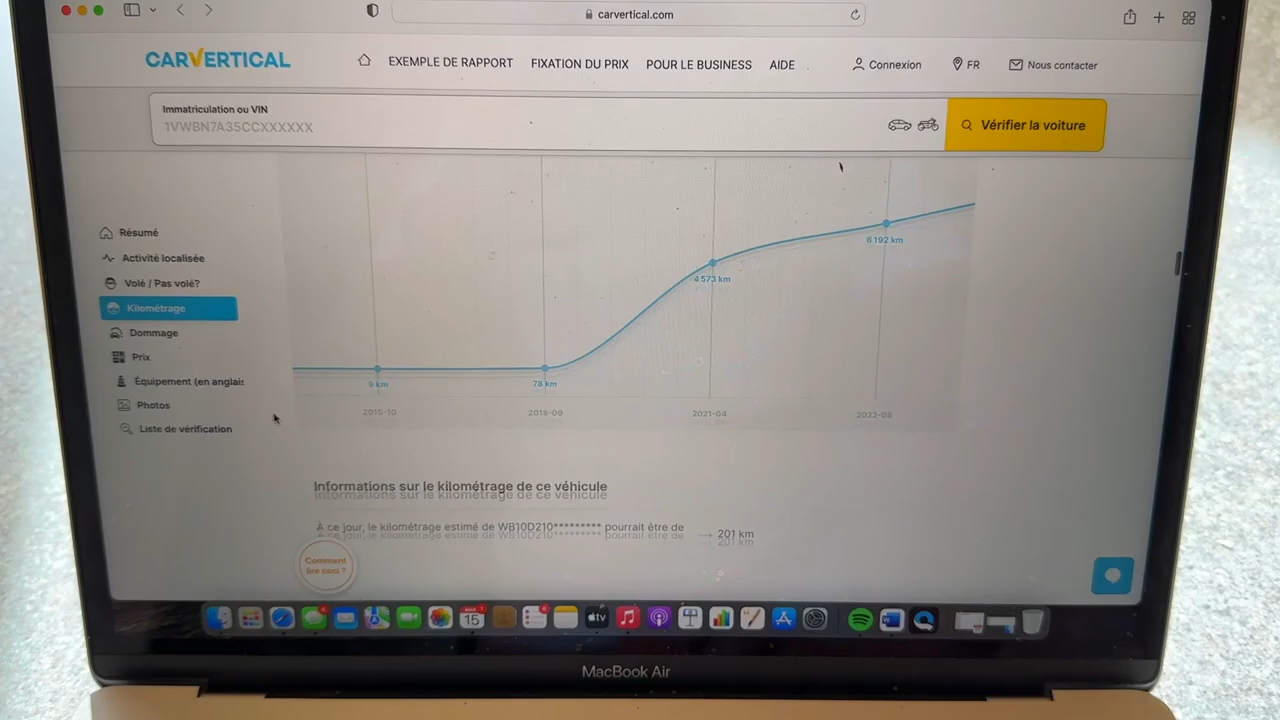 carvertical.com
CARVERTICAL
EXEMPLE DE RAPPORT
FIXATION DU PRIX
POUR LE BUSINESS
AIDE
Connexion
FR
Nous contacter
Immatriculation ou VIN
1VWBN7A35CCXXXXXX
Vérifier la voiture
Résumé
Activité localisée
Volé / Pas volé?
Kilométrage
Dommage
Prix
Équipement (en anglais
Photos
Liste de vérification
9 km
78 km
4 573 km
6 192 km
2015-10
2018-09
2021-04
2022-08
Informations sur le kilométrage de ce véhicule
À ce jour, le kilométrage estimé de WB10D210********* pourrait être de
→ 201 km
Comment
lire ceci ?
15
tv
MacBook Air